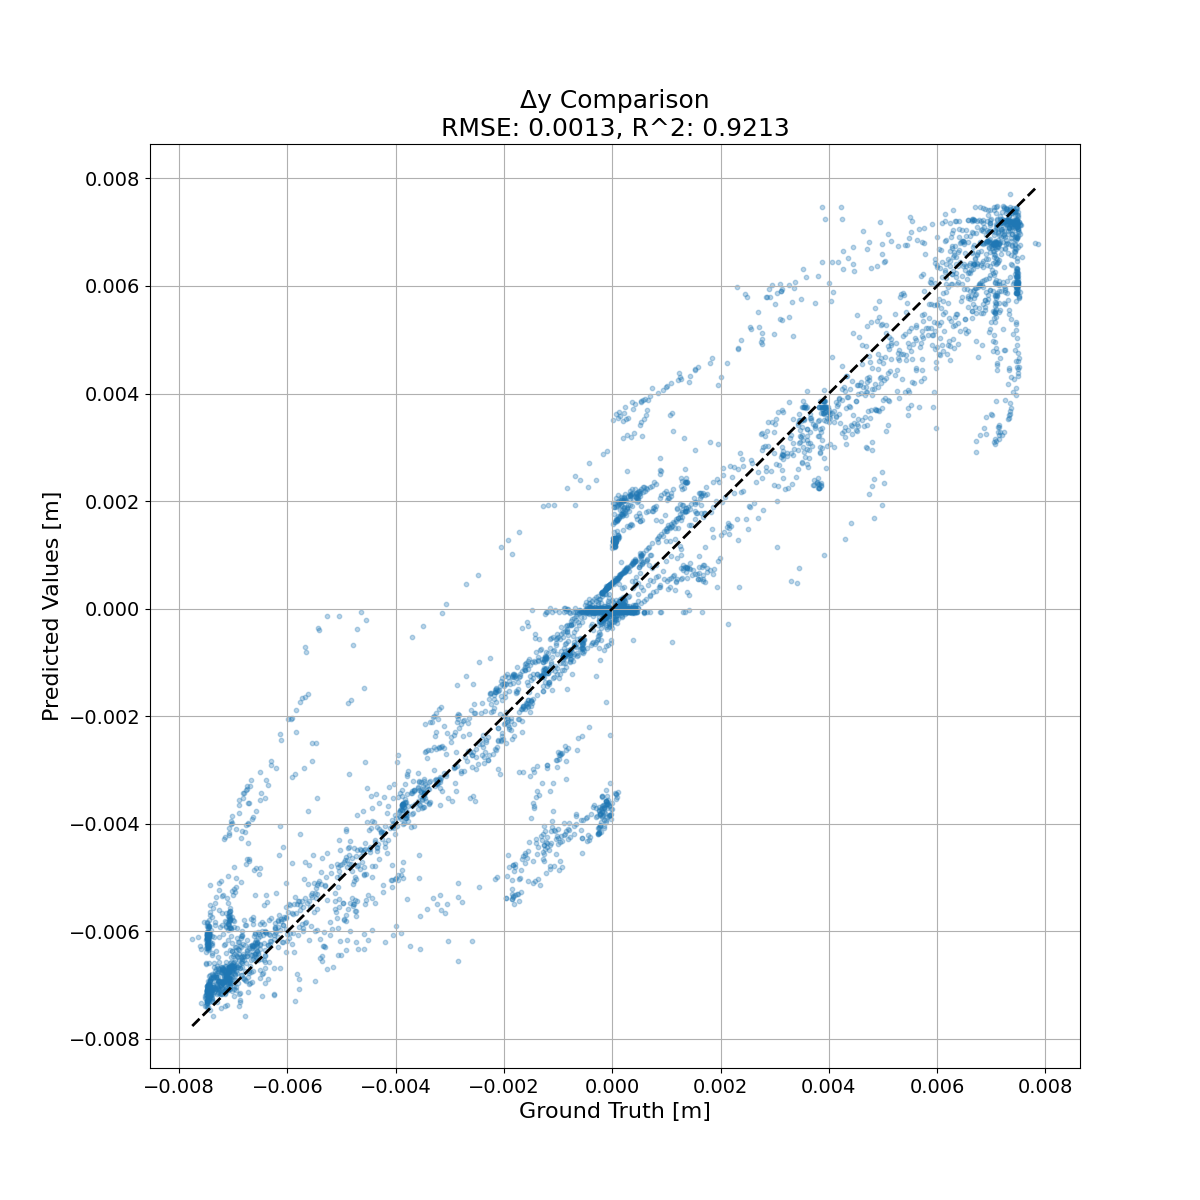 Δy Comparison
RMSE: 0.0013, R^2: 0.9213
0.008
0.006
0.004
0.002
0.000
−0.002
−0.004
−0.006
−0.008
Predicted Values [m]
−0.008 −0.006 −0.004 −0.002 0.000 0.002 0.004 0.006 0.008
Ground Truth [m]